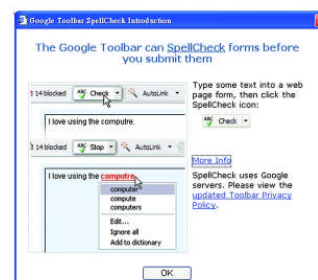 Google Toolbar SpellCheck Introduction
The Google Toolbar can SpellCheck forms before
you submit
them
14 blocked Check AutoLink
I love using the computre.
14 blocked Stop AutoLink
I love using the computre.
computer
compute
computers
Edit...
Ignore all
Add to dictionary
Type some text into a web
page form, then click the
SpellCheck icon:
Check
More Info
SpellCheck uses Google
servers. Please view the
updated Toolbar Privacy
Policy.
OK